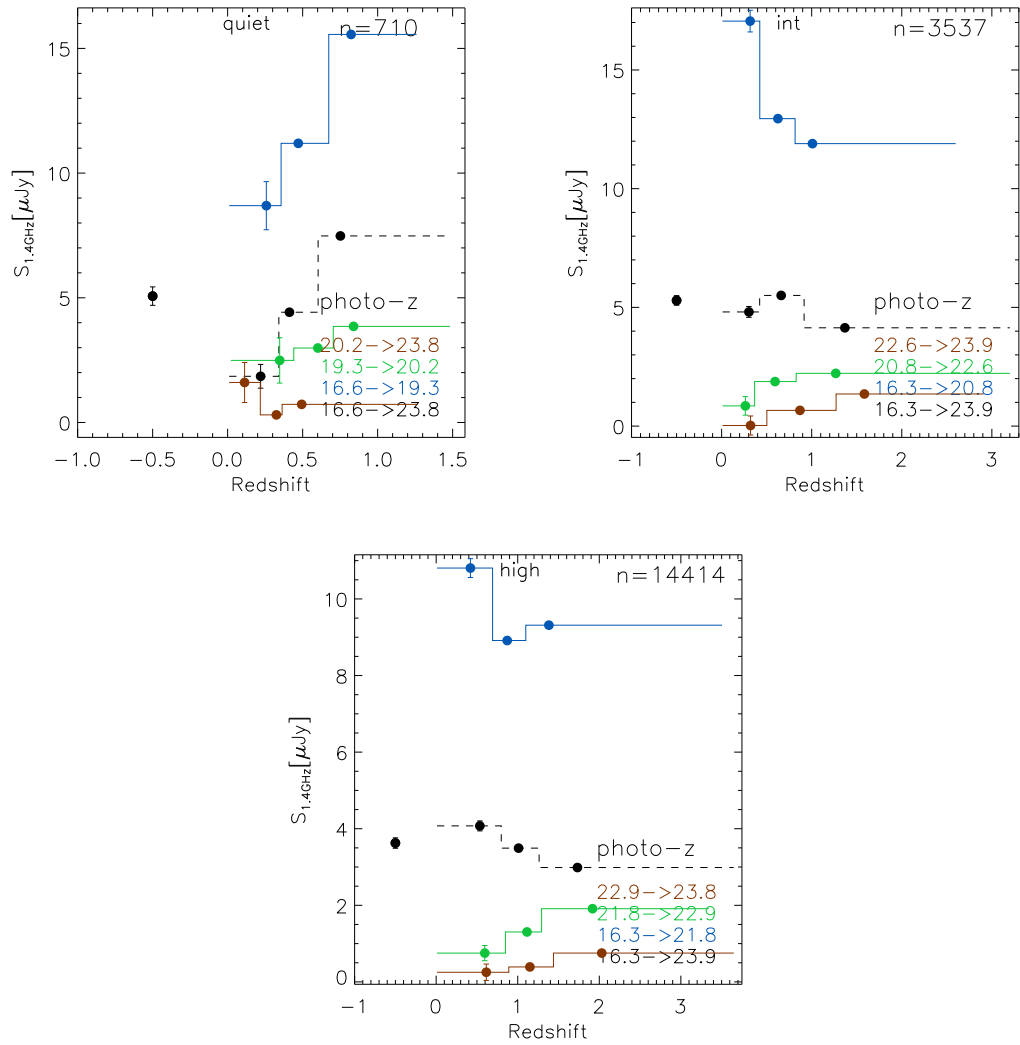 quiet n=710
15
10
5
0
S1.4GHz[μJy]
photo−z
20.2−>23.8
19.3−>20.2
16.6−>19.3
16.6−>23.8
−1.0 −0.5 0.0 0.5 1.0 1.5
Redshift
int n=3537
15
10
5
0
S1.4GHz[μJy]
photo−z
22.6−>23.9
20.8−>22.6
16.3−>20.8
16.3−>23.9
−1 0 1 2 3
Redshift
high n=14414
10
8
6
4
2
0
S1.4GHz[μJy]
photo−z
22.9−>23.8
21.8−>22.9
16.3−>21.8
16.3−>23.9
−1 0 1 2 3
Redshift